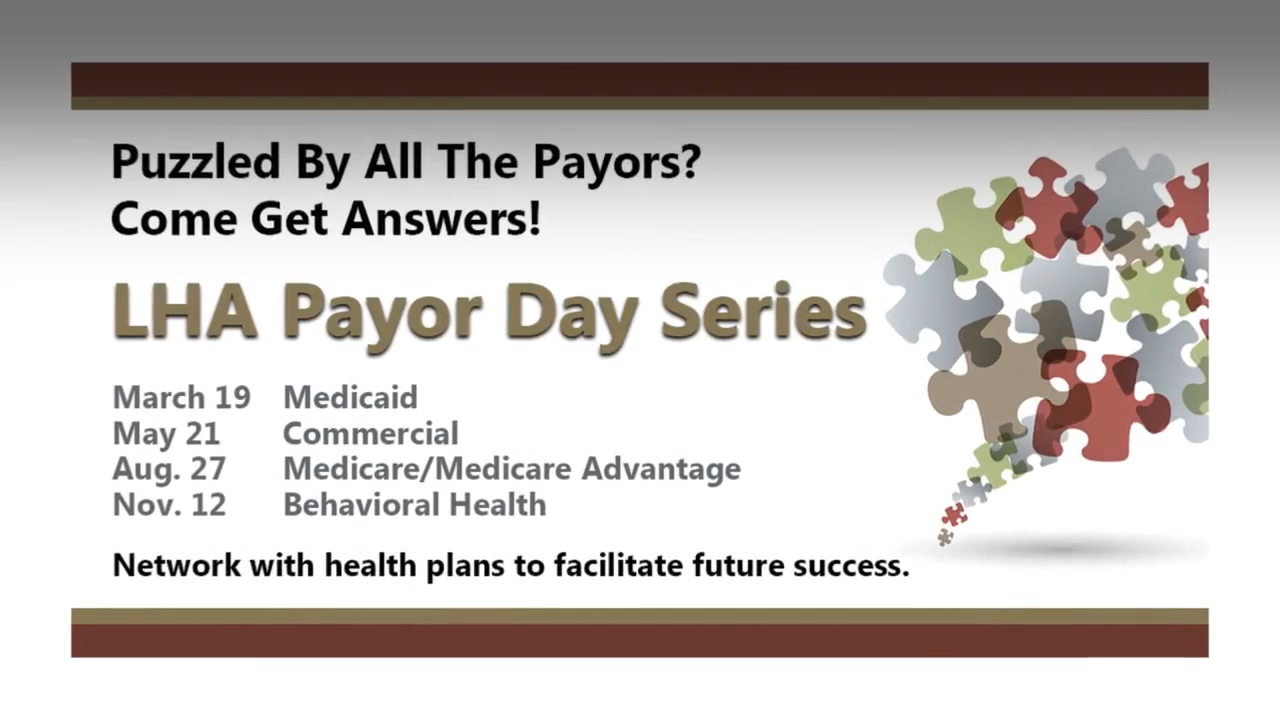 Puzzled By All The Payors?
Come Get Answers!
LHA Payor Day Series
March 19 Medicaid
May 21 Commercial
Aug. 27 Medicare/Medicare Advantage
Nov. 12 Behavioral Health
Network with health plans to facilitate future success.